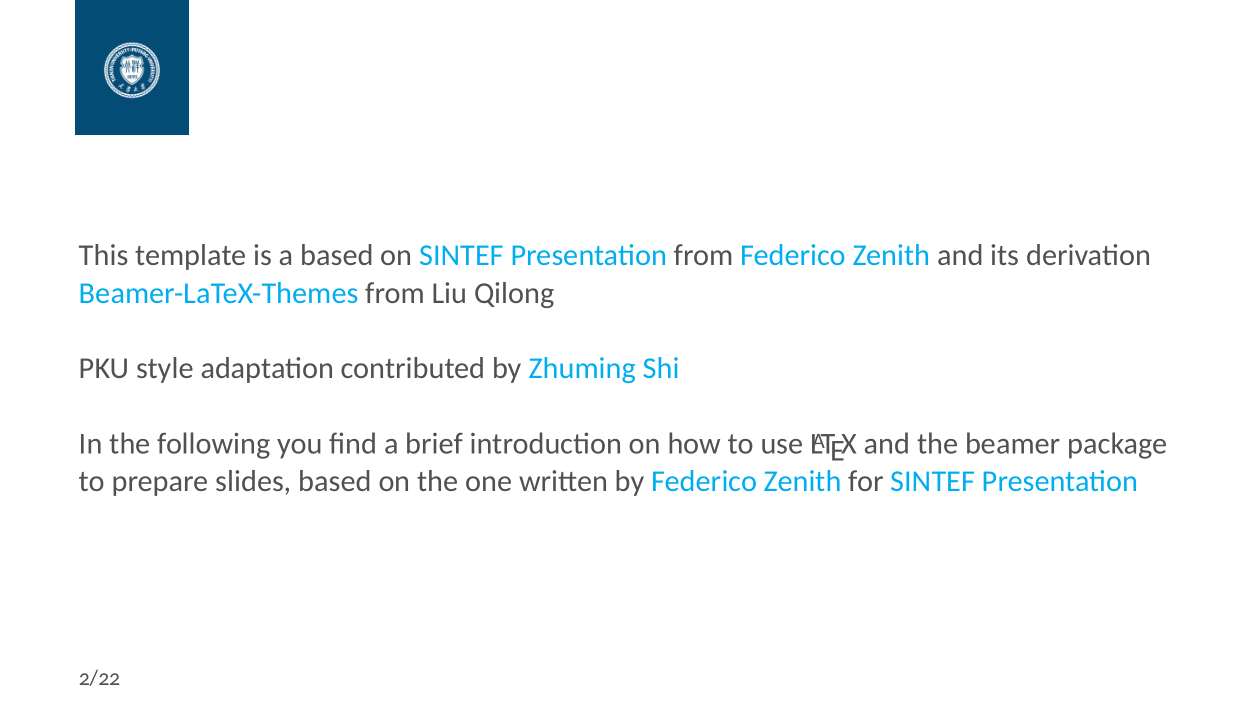 This template is a based on SINTEF Presentation from Federico Zenith and its derivation
Beamer-LaTeX-Themes from Liu Qilong
PKU style adaptation contributed by Zhuming Shi
In the following you find a brief introduction on how to use LATEX and the beamer package
to prepare slides, based on the one written by Federico Zenith for SINTEF Presentation
2/22